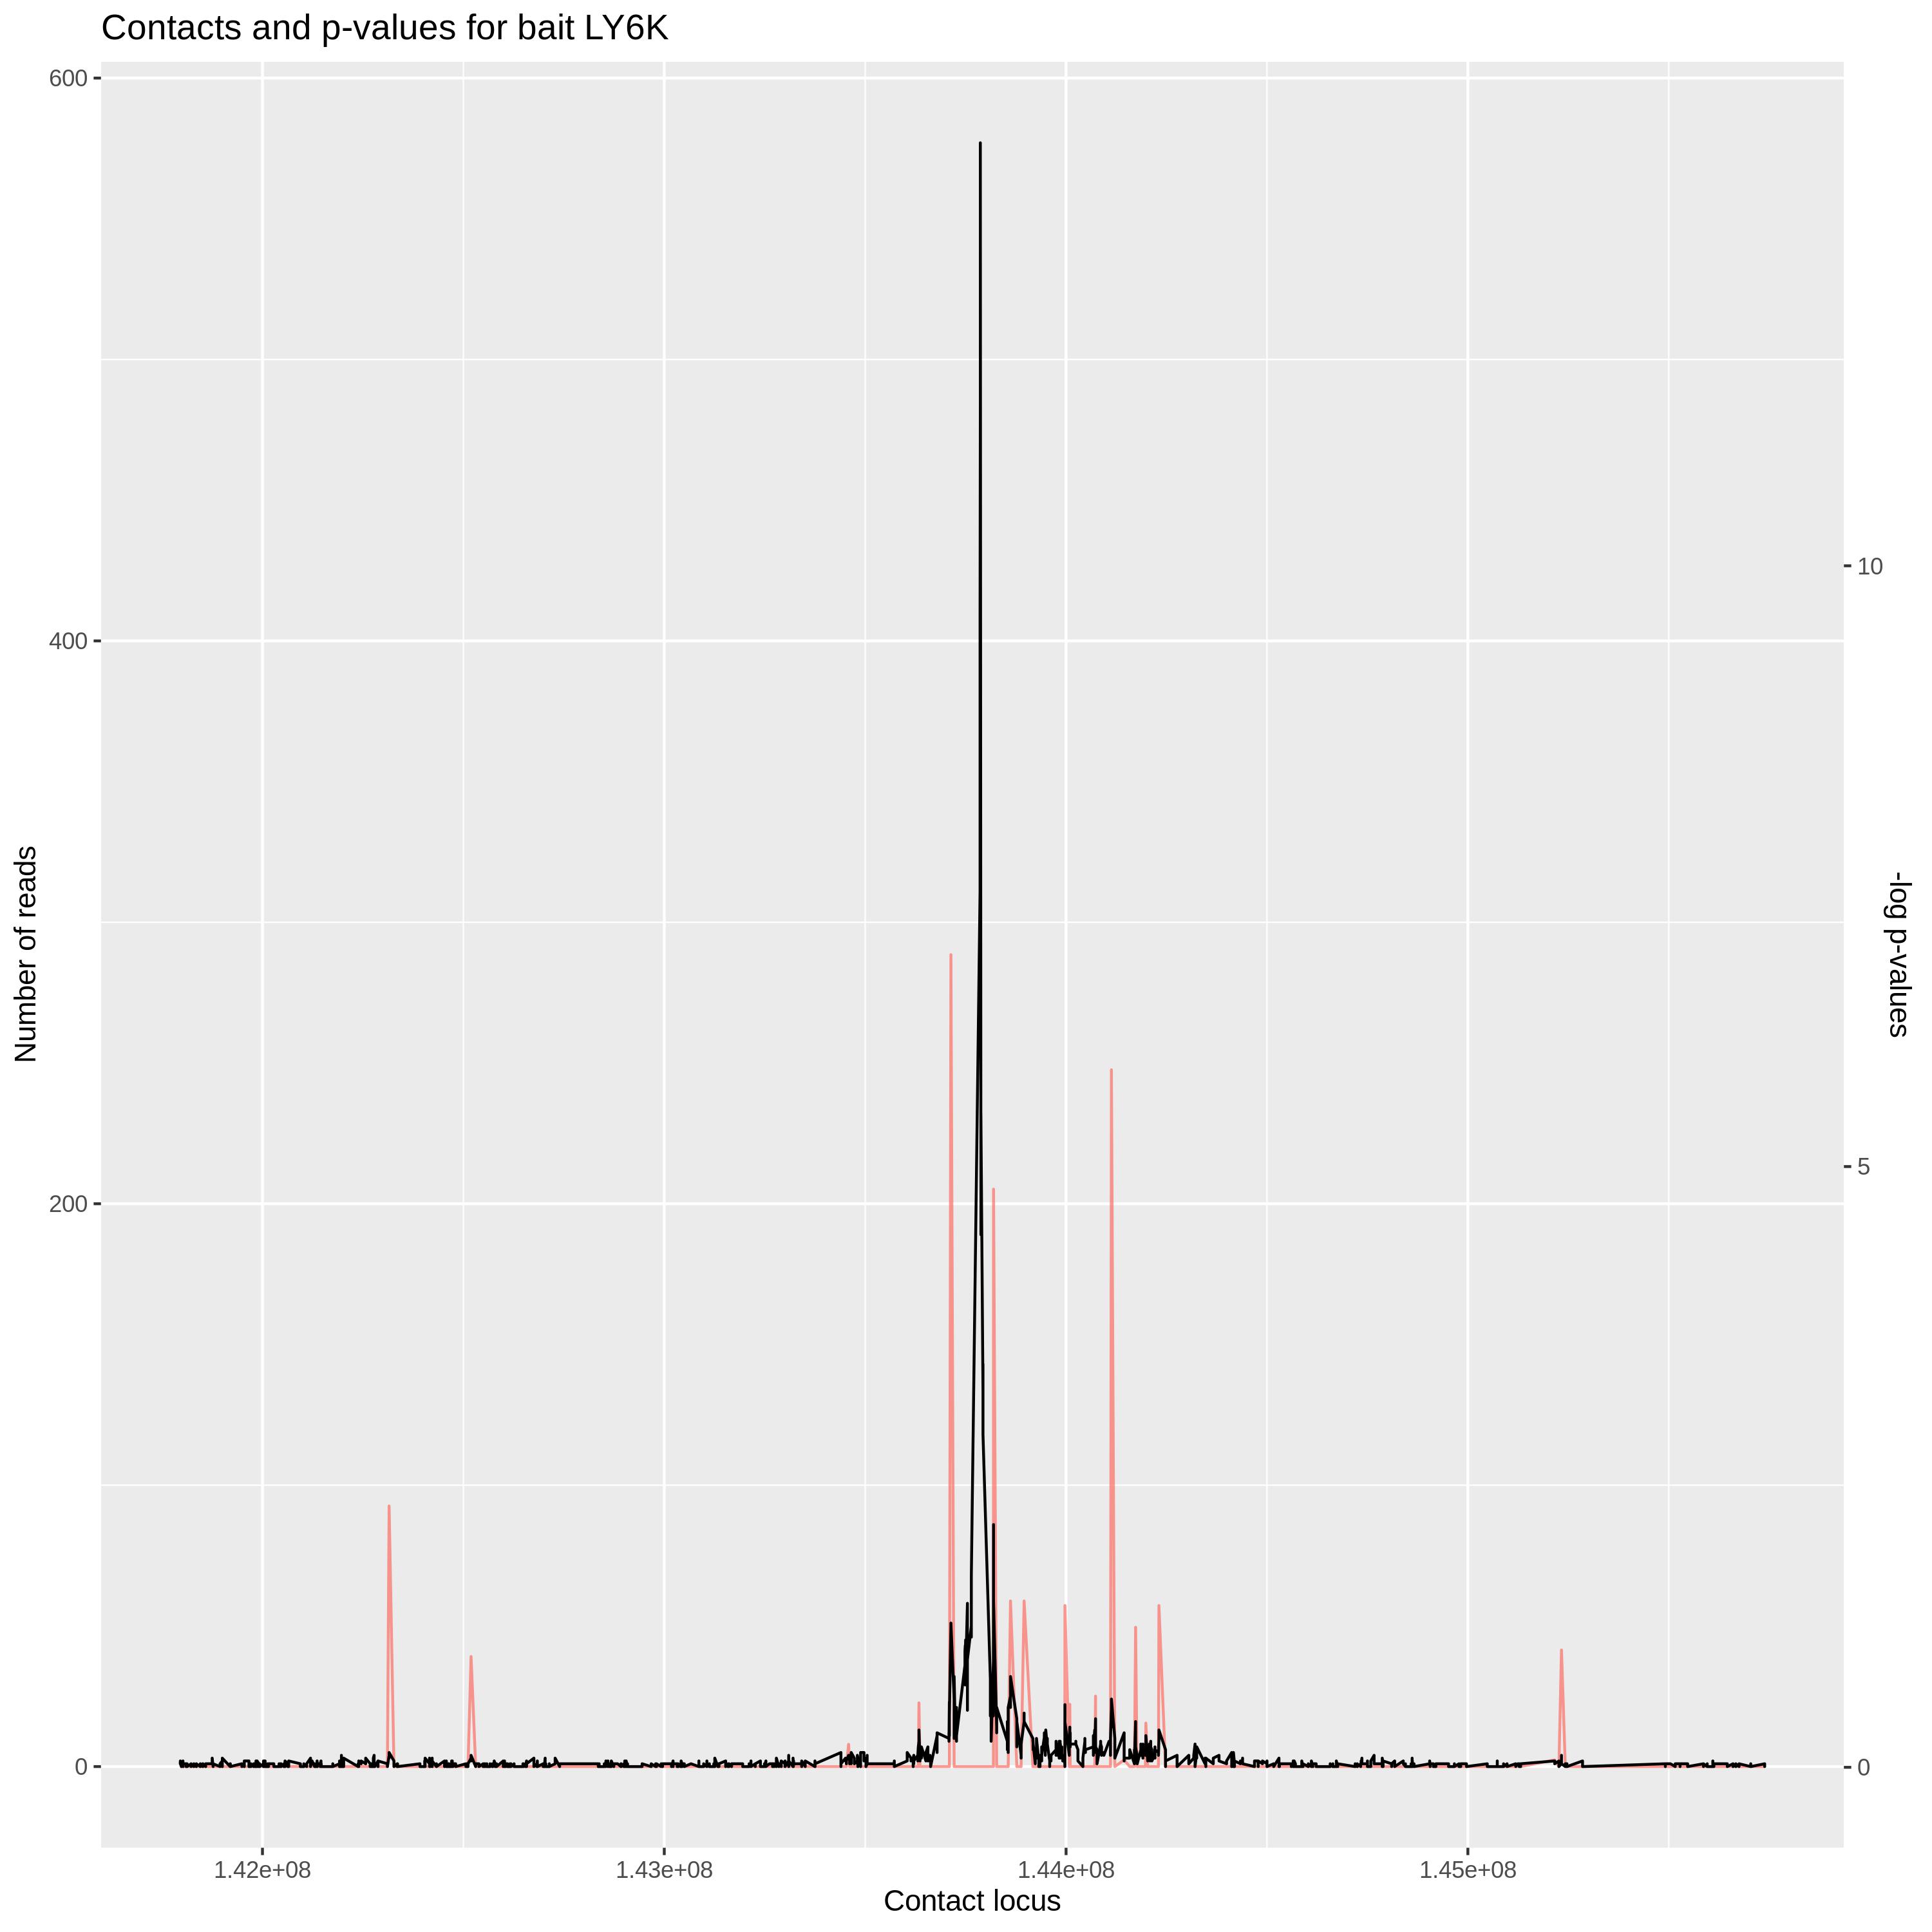 Contacts and p-values for bait LY6K
600
400
200
0
Number of reads
10
5
0
-log p-values
1.42e+08
1.43e+08
1.44e+08
1.45e+08
Contact locus